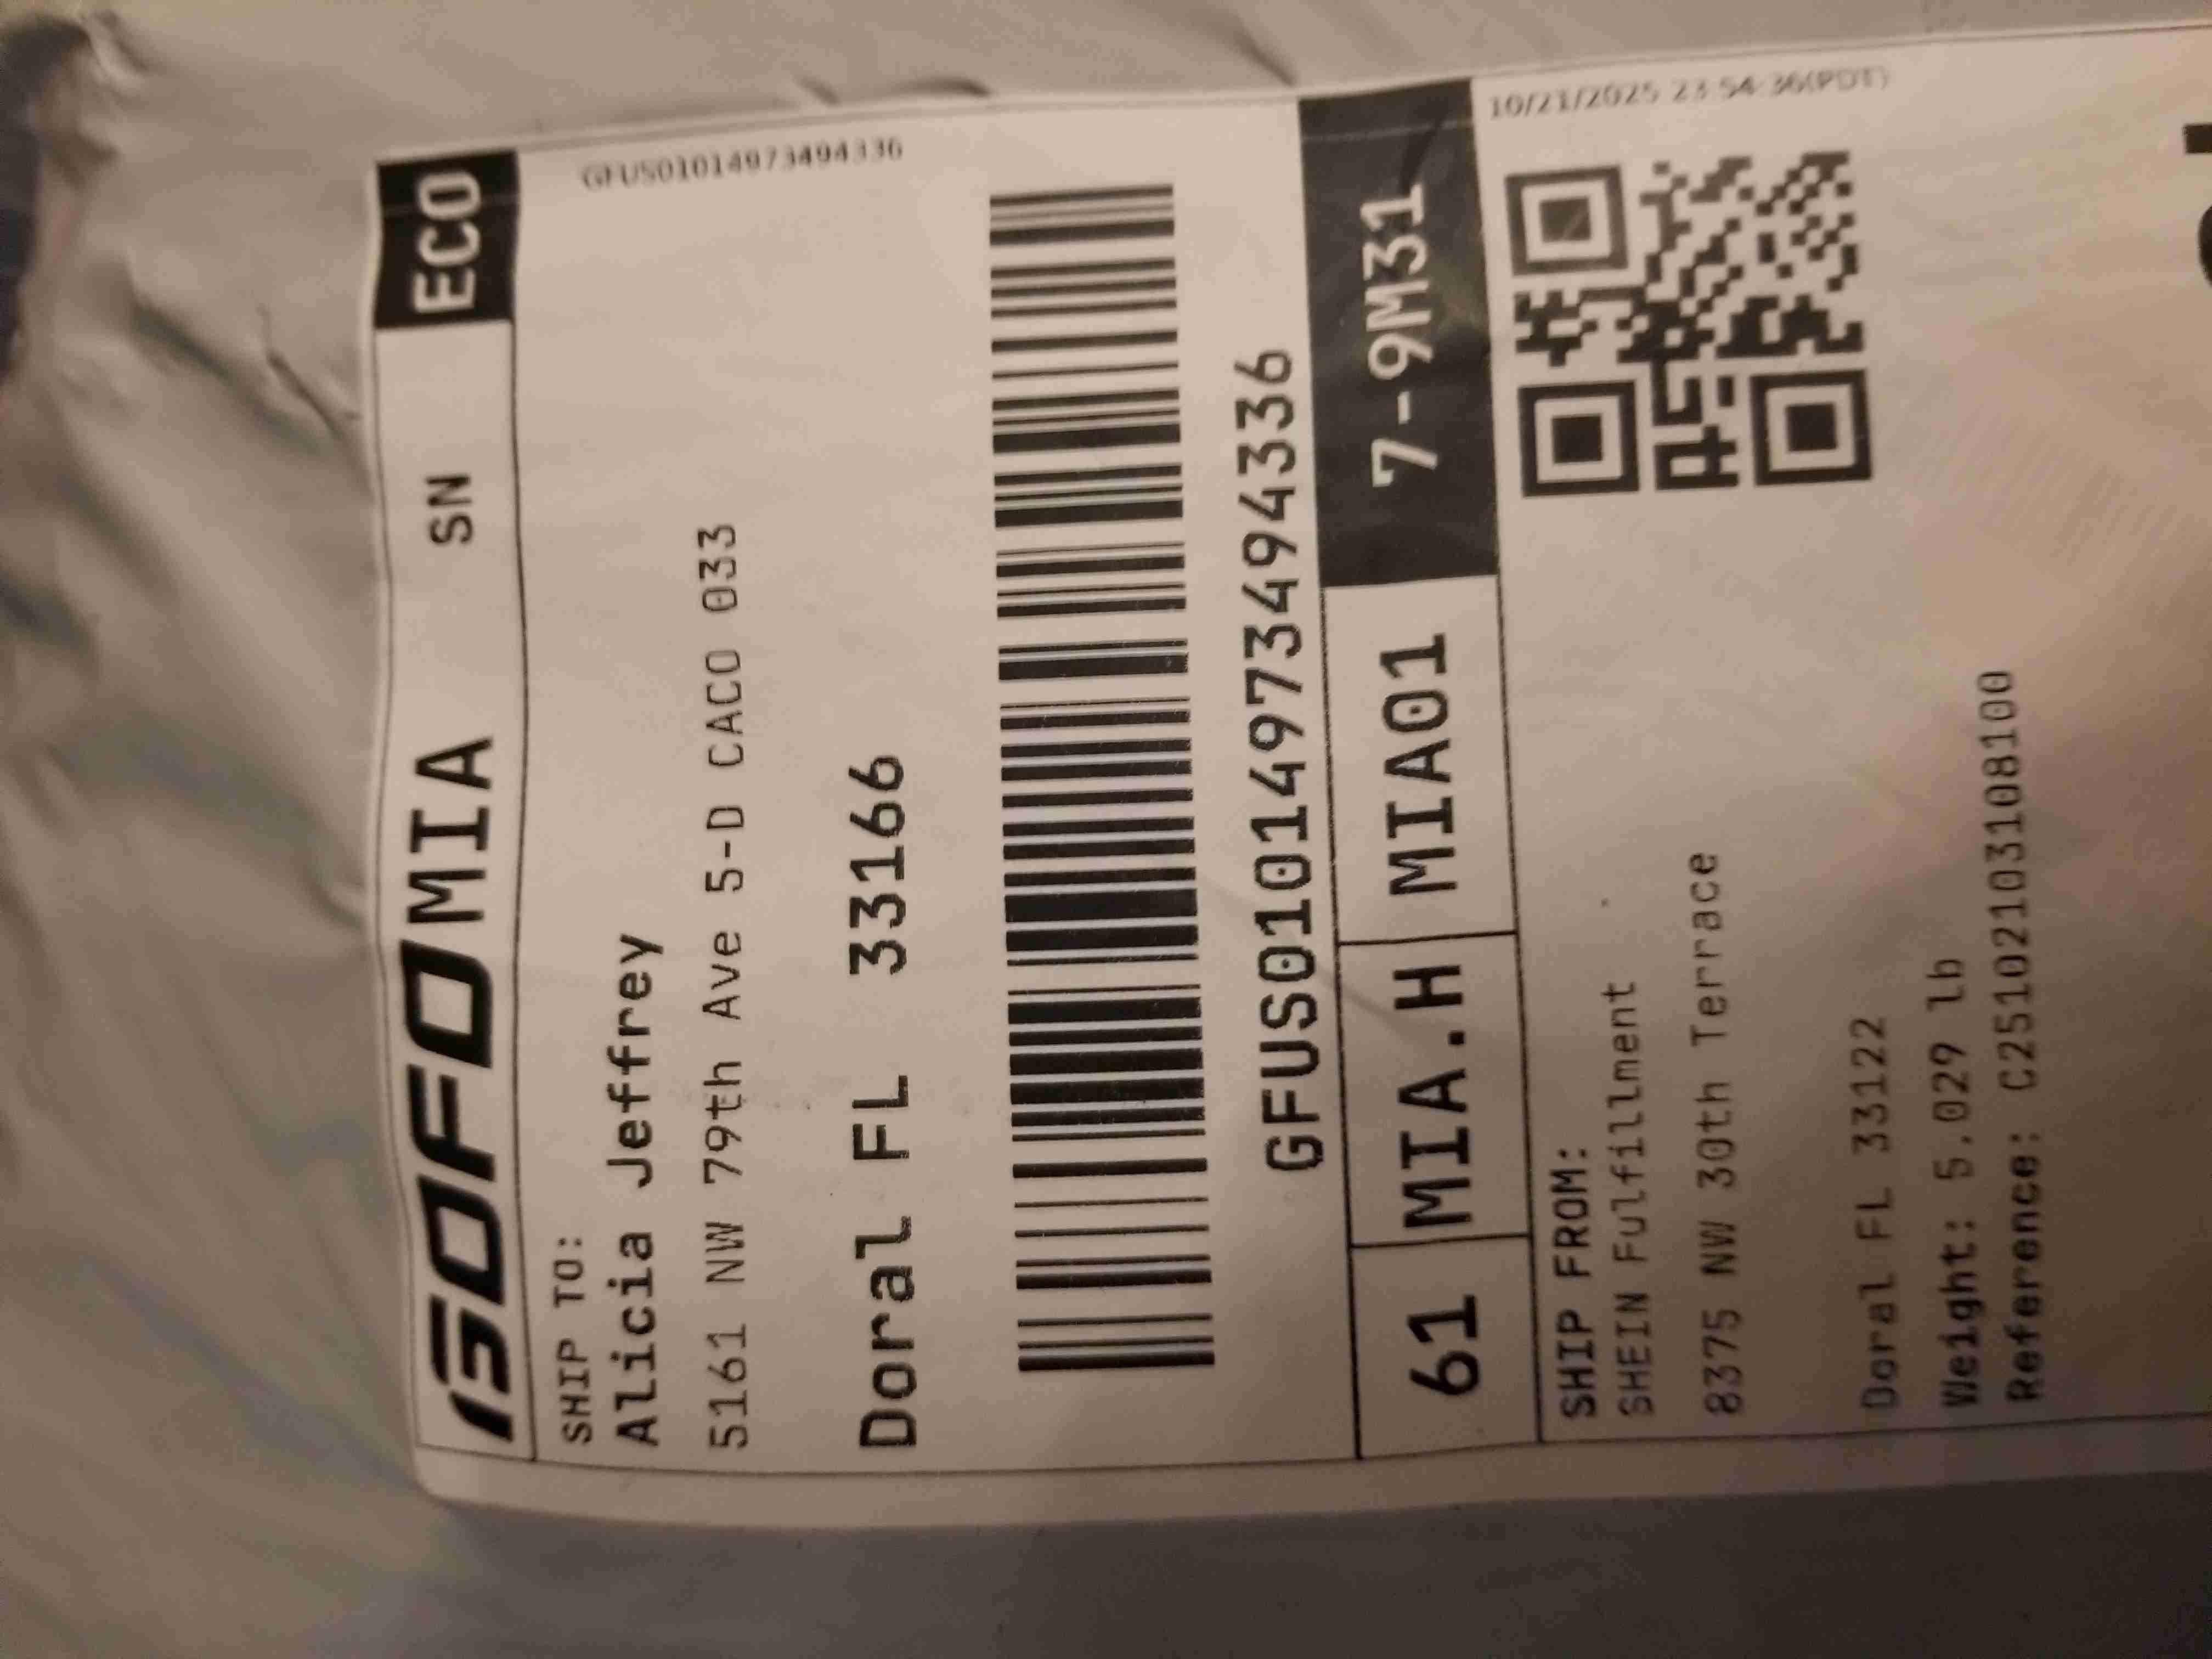 GOFO MIA SN ECO
SHIP TO:
GFUS01014973494336
Alicia Jeffrey
5161 NW 79th Ave 5-D CACO 033
Doral FL 33166
GFUS01014973494336
61 MIA.H MIA01 7-9M31
10/21/2025 23:54:36(PDT)
SHIP FROM:
SHEIN Fulfillment
8375 NW 30th Terrace
Doral FL 33122
Weight: 5.029 lb
Reference: C25102103108100